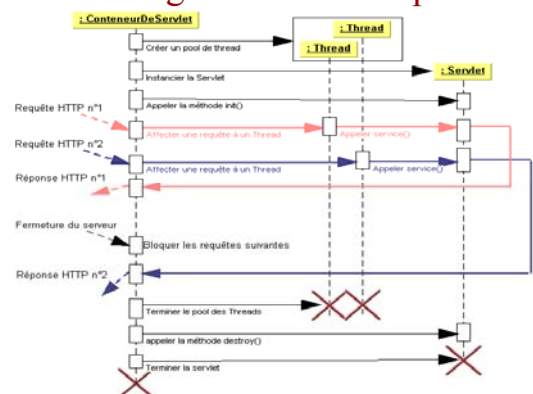 : ConteneurDeServlet
: Thread
: Thread
Créer un pool de thread
: Servlet
Instancier la Servlet
Appeler la méthode init()
Requête HTTP n°1
Affecter une requête à un Thread
Appeler service()
Requête HTTP n°2
Affecter une requête à un Thread
Appeler service()
Réponse HTTP n°1
Fermeture du serveur
Bloquer les requêtes suivantes
Réponse HTTP n°2
Terminer le pool des Threads
appeler la méthode destroy()
Terminer la servlet